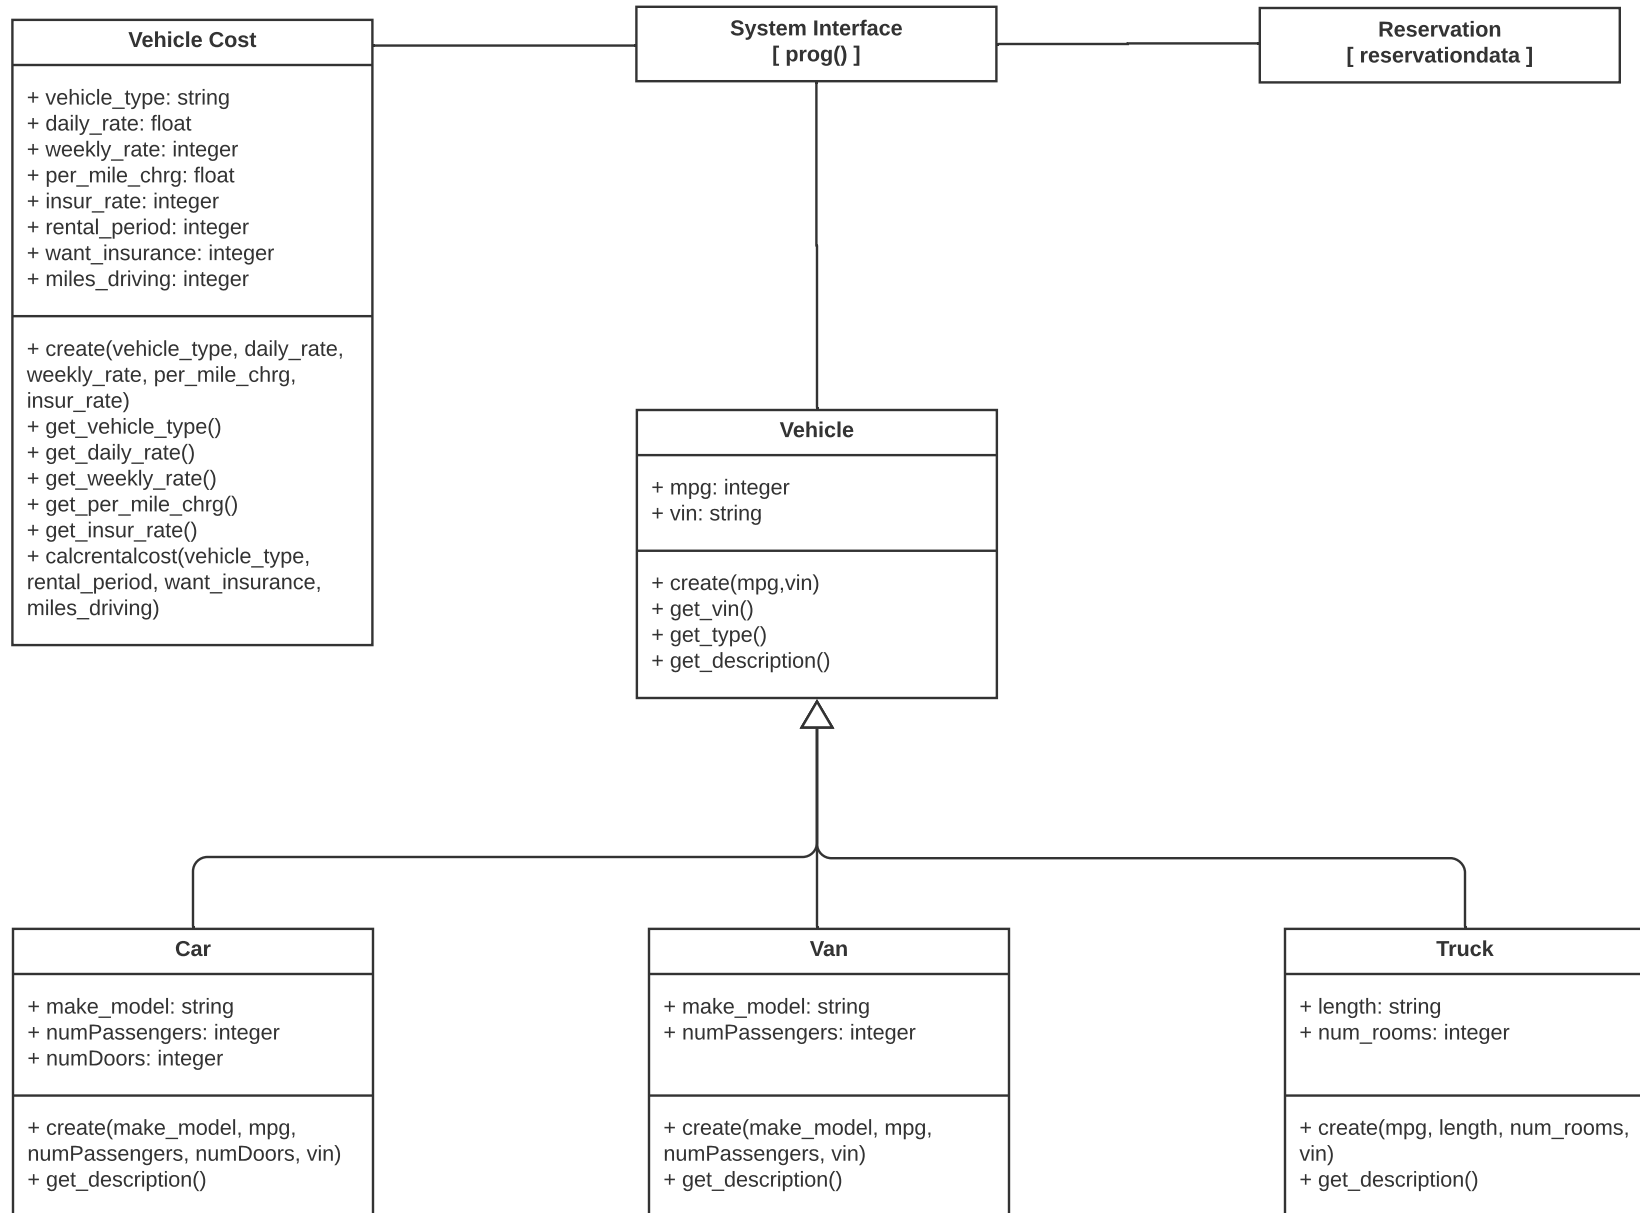 Vehicle Cost
+ vehicle_type: string
+ daily_rate: float
+ weekly_rate: integer
+ per_mile_chrg: float
+ insur_rate: integer
+ rental_period: integer
+ want_insurance: integer
+ miles_driving: integer
+ create(vehicle_type, daily_rate,
weekly_rate, per_mile_chrg,
insur_rate)
+ get_vehicle_type()
+ get_daily_rate()
+ get_weekly_rate()
+ get_per_mile_chrg()
+ get_insur_rate()
+ calcrentalcost(vehicle_type,
rental_period, want_insurance,
miles_driving)
System Interface
[ prog() ]
Reservation
[ reservationdata ]
Vehicle
+ mpg: integer
+ vin: string
+ create(mpg,vin)
+ get_vin()
+ get_type()
+ get_description()
Car
+ make_model: string
+ numPassengers: integer
+ numDoors: integer
+ create(make_model, mpg,
numPassengers, numDoors, vin)
+ get_description()
Van
+ make_model: string
+ numPassengers: integer
+ create(make_model, mpg,
numPassengers, vin)
+ get_description()
Truck
+ length: string
+ num_rooms: integer
+ create(mpg, length, num_rooms,
vin)
+ get_description()